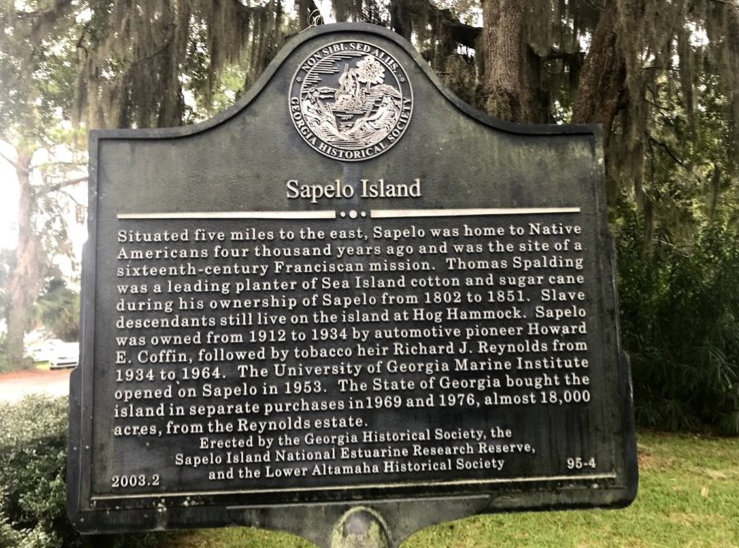 NON SIBI, SED ALIIS
GEORGIA HISTORICAL SOCIETY
Sapelo Island
Situated five miles to the east, Sapelo was home to Native
Americans four thousand years ago and was the site of a
sixteenth-century Franciscan mission. Thomas Spalding
was a leading planter of Sea Island cotton and sugar cane
during his ownership of Sapelo from 1802 to 1851. Slave
descendants still live on the island at Hog Hammock. Sapelo
was owned from 1912 to 1934 by automotive pioneer Howard
E. Coffin, followed by tobacco heir Richard J. Reynolds from
1934 to 1964. The University of Georgia Marine Institute
opened on Sapelo in 1953. The State of Georgia bought the
island in separate purchases in1969 and 1976, almost 18,000
acres, from the Reynolds estate.
Erected by the Georgia Historical Society, the
Sapelo Island National Estuarine Research Reserve,
and the Lower Altamaha Historical Society
2003.2
95-4